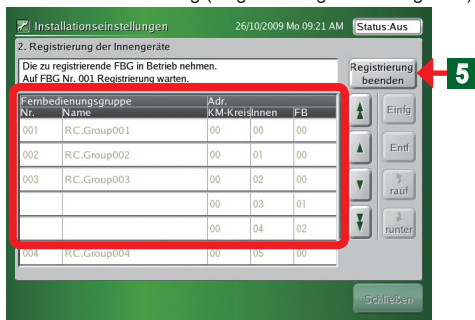 Installationseinstellungen 26/10/2009 Mo 09:21 AM Status:Aus
2. Registrierung der Innengeräte
Die zu registrierende FBG in Betrieb nehmen.
Auf FBG Nr. 001 Registrierung warten.
Registrierung
beenden
5
Fernbedienungsgruppe Adr.
Nr. Name KM-Kreis Innen FB
001 RC.Group001 00 00 00
002 RC.Group002 00 01 00
003 RC.Group003 00 02 00
00 03 01
00 04 02
004 RC.Group004 00 05 00
Einfg
Entf
rauf
runter
Schließen